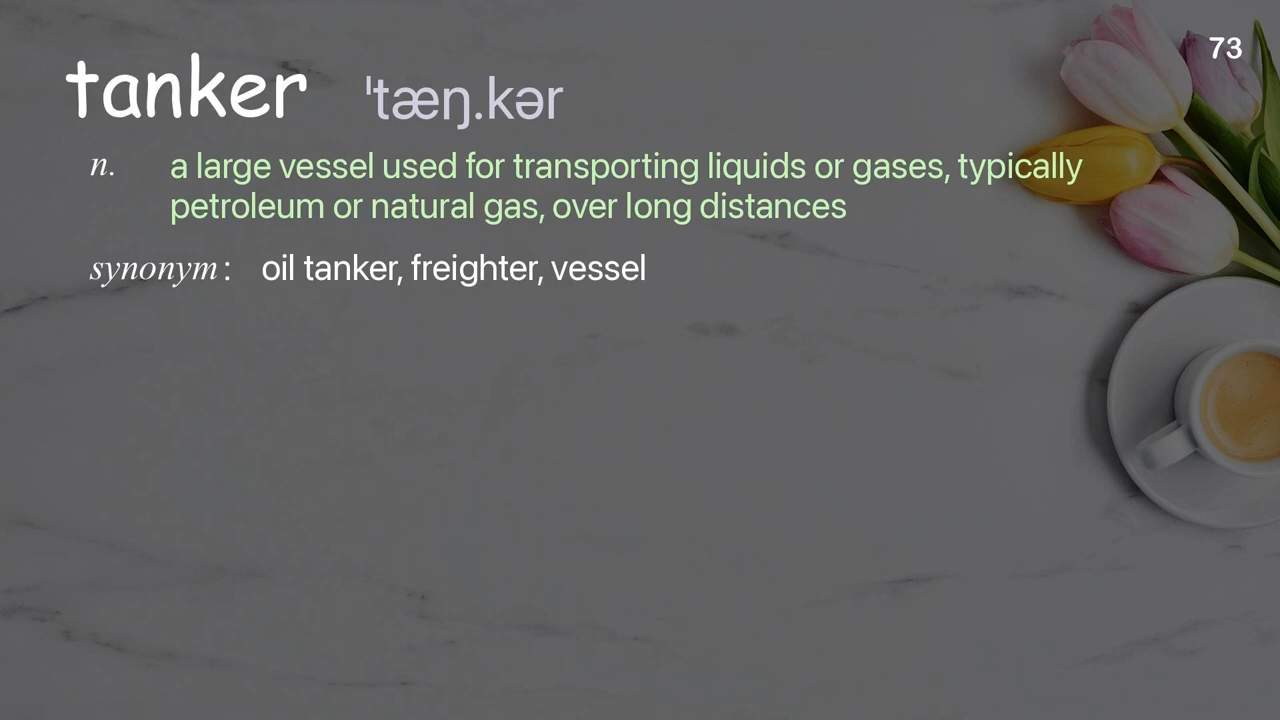 73
tanker ˈtæŋ.kər
n. a large vessel used for transporting liquids or gases, typically
petroleum or natural gas, over long distances
synonym: oil tanker, freighter, vessel